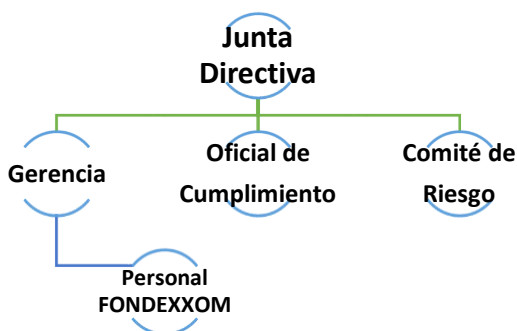 Junta
Directiva
Gerencia
Oficial de
Cumplimiento
Comité de
Riesgo
Personal
FONDEXXOM